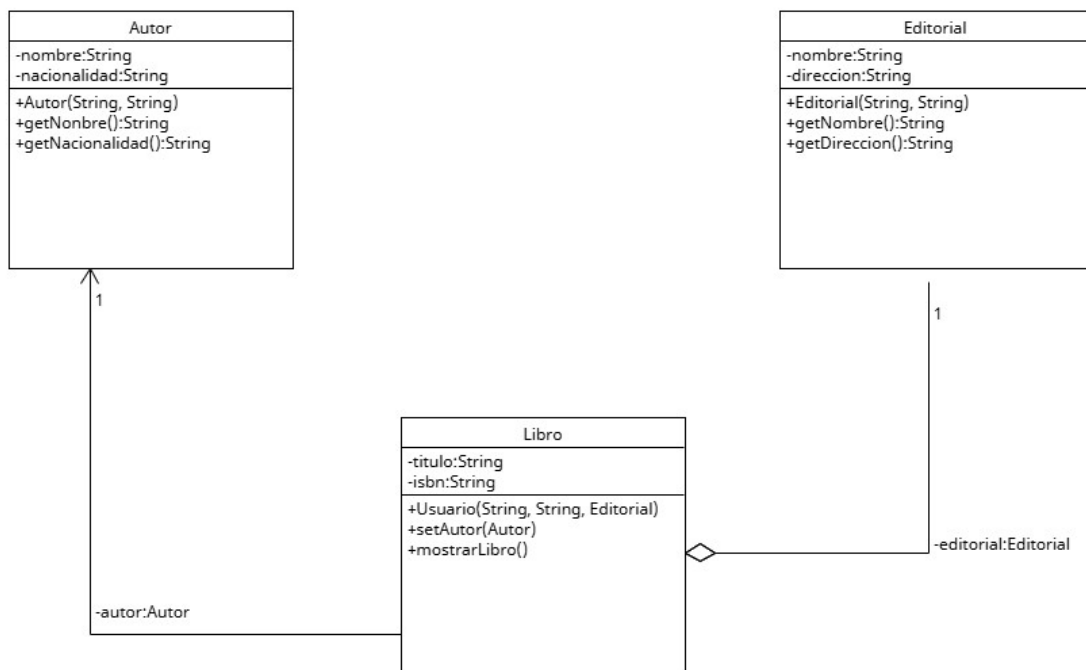 Autor
-nombre:String
-nacionalidad:String
+Autor(String, String)
+getNonbre():String
+getNacionalidad():String
1
Editorial
-nombre:String
-direccion:String
+Editorial(String, String)
+getNombre():String
+getDireccion():String
1
Libro
-titulo:String
-isbn:String
+Usuario(String, String, Editorial)
+setAutor(Autor)
+mostrarLibro()
-editorial:Editorial
-autor:Autor